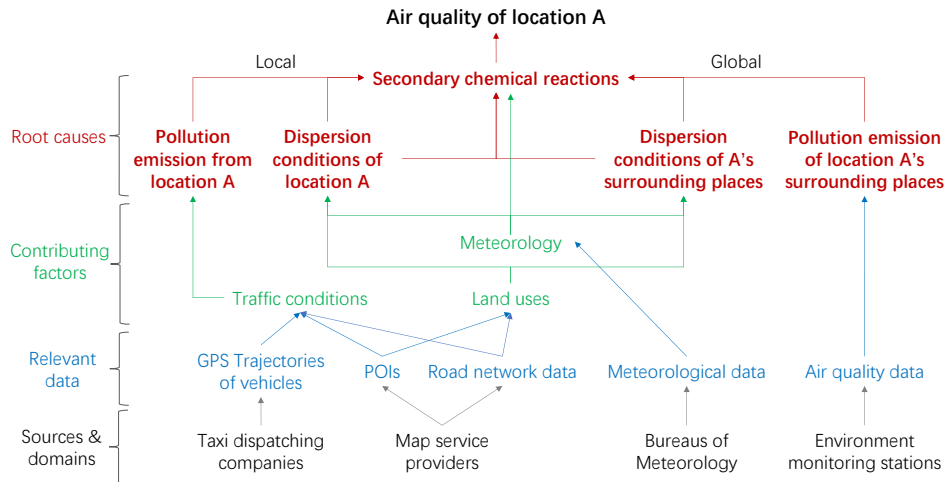 Air quality of location A
Local
Global
Secondary chemical reactions
Root causes
Pollution
emission from
location A
Dispersion
conditions of
location A
Dispersion
conditions of A's
surrounding places
Pollution emission
of location A's
surrounding places
Contributing
factors
Meteorology
Traffic conditions
Land uses
Relevant
data
GPS Trajectories
of vehicles
POIs
Road network data
Meteorological data
Air quality data
Sources &
domains
Taxi dispatching
companies
Map service
providers
Bureaus of
Meteorology
Environment
monitoring stations